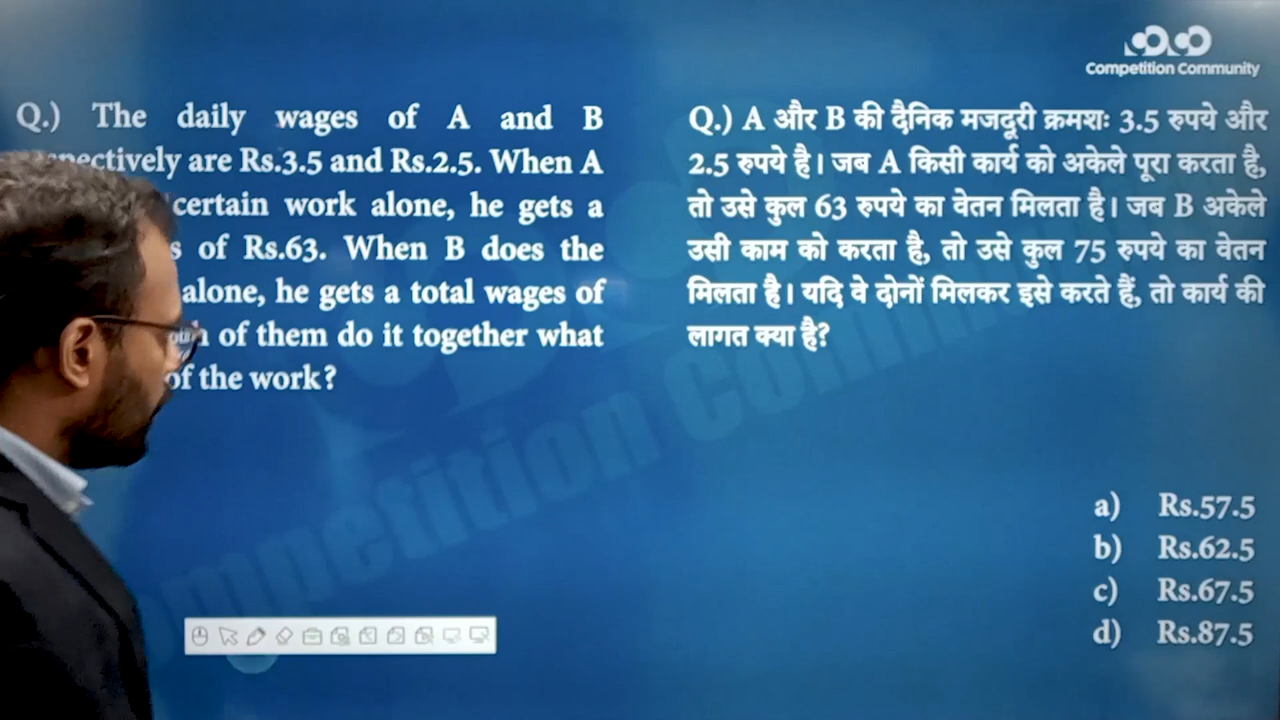 Competition Community
Q.) The daily wages of A and B
are Rs.3.5 and Rs.2.5. When A
certain work alone, he gets a
of Rs.63. When B does the
alone, he gets a total wages of
of them do it together what
of the work?
Q.) A और B की दैनिक मजदूरी क्रमशः 3.5 रुपये और
2.5 रुपये है। जब A किसी कार्य को अकेले पूरा करता है,
तो उसे कुल 63 रुपये का वेतन मिलता है। जब B अकेले
उसी काम को करता है, तो उसे कुल 75 रुपये का वेतन
मिलता है। यदि वे दोनों मिलकर इसे करते हैं, तो कार्य की
लागत क्या है?
a) Rs.57.5
b) Rs.62.5
c) Rs.67.5
d) Rs.87.5